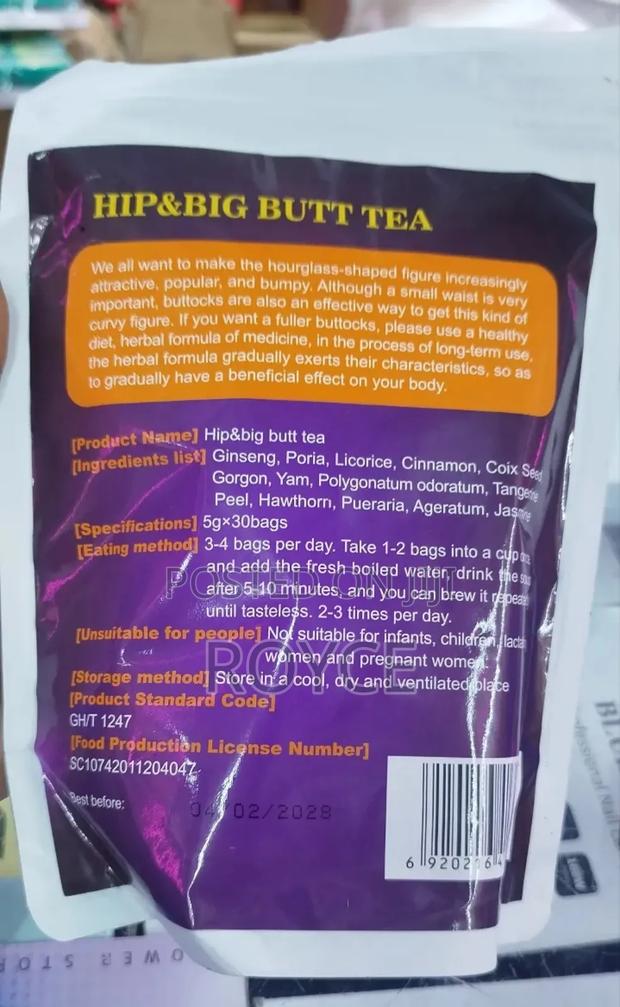 HIP&BIG BUTT TEA
We all want to make the hourglass-shaped figure increasingly
attractive, popular, and bumpy. Although a small waist is very
important, buttocks are also an effective way to get this kind of
curvy figure. If you want a fuller buttocks, please use a healthy
diet, herbal formula of medicine, in the process of long-term use,
the herbal formula gradually exerts their characteristics, so as
to gradually have a beneficial effect on your body.
[Product Name] Hip&big butt tea
[Ingredients list] Ginseng, Poria, Licorice, Cinnamon, Coix Seed
Gorgon, Yam, Polygonatum odoratum,
Peel, Hawthorn, Pueraria, Ageratum,
[Specifications] 5g×30bags
[Eating method] 3-4 bags per day. Take 1-2 bags into a cup
and add the fresh boiled water, drink the
after 5-10 minutes, and you can brew it
until tasteless. 2-3 times per day.
[Unsuitable for people] Not suitable for infants, children,
women and pregnant women.
[Storage method] Store in a cool, dry and ventilated place
[Product Standard Code]
GH/T 1247
[Food Production License Number]
SC10742011204047
Best before: 04/02/2028
6 920206 4
POSTED ON JIJI
ROYCE
OWER STO